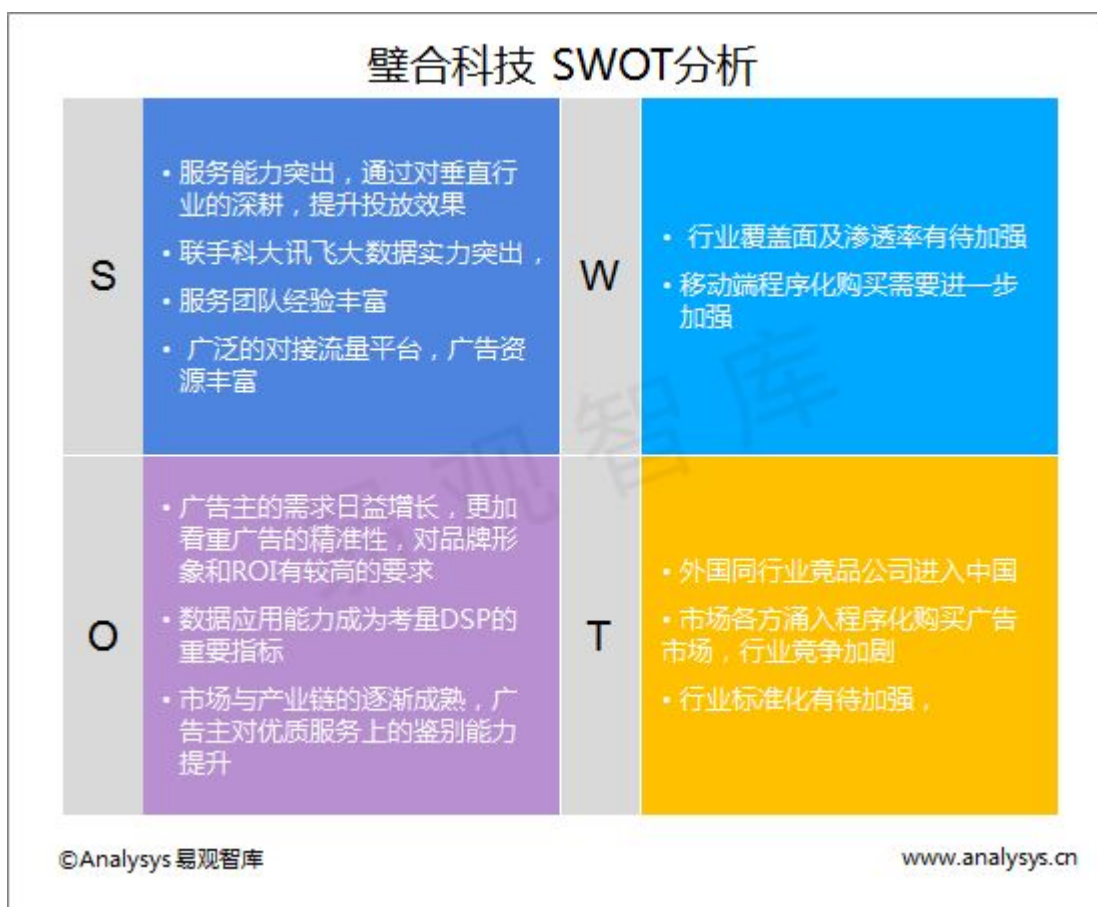 璧合科技 SWOT分析
S
• 服务能力突出，通过对垂直行
业的深耕，提升投放效果
• 联手科大讯飞大数据实力突出，
• 服务团队经验丰富
• 广泛的对接流量平台，广告资
源丰富
W
• 行业覆盖面及渗透率有待加强
• 移动端程序化购买需要进一步
加强
O
• 广告主的需求日益增长，更加
看重广告的精准性，对品牌形
象和ROI有较高的要求
• 数据应用能力成为考量DSP的
重要指标
• 市场与产业链的逐渐成熟，广
告主对优质服务上的鉴别能力
提升
T
• 外国同行业竞品公司进入中国
• 市场各方涌入程序化购买广告
市场，行业竞争加剧
• 行业标准化有待加强，
易观智库
©Analysys 易观智库
www.analysys.cn